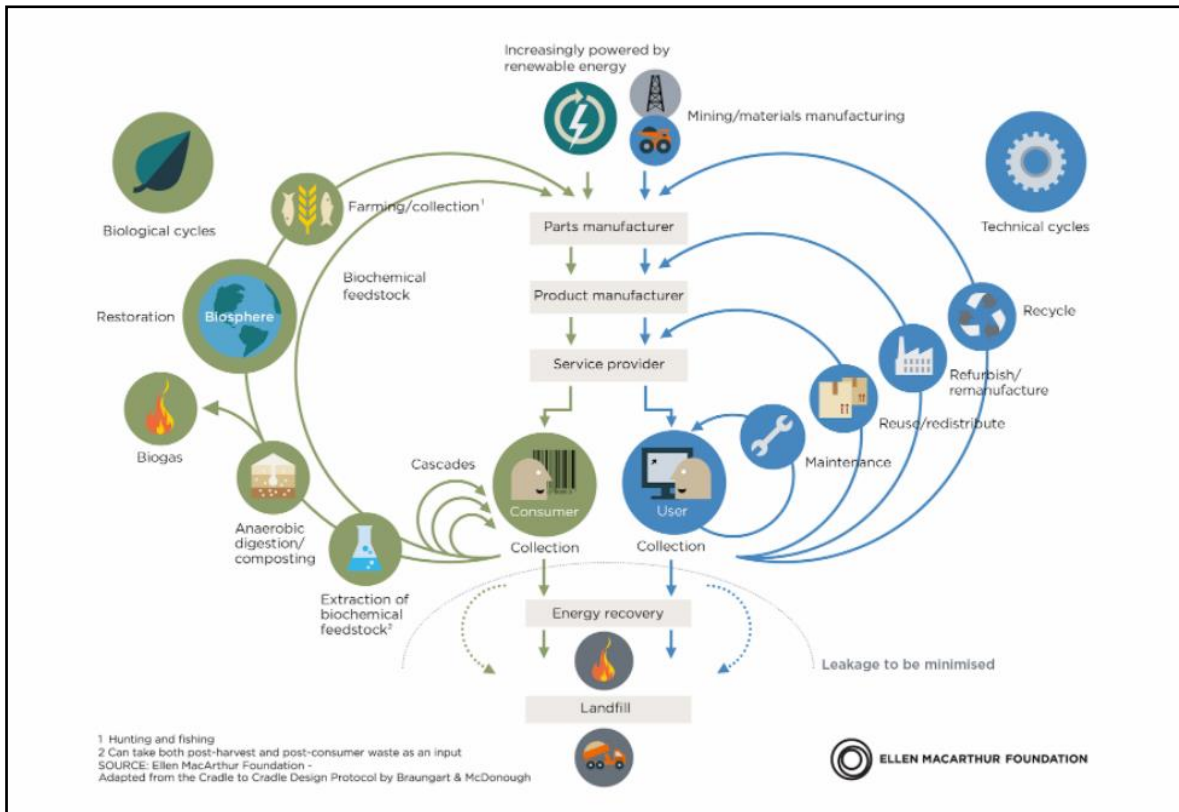 Increasingly powered by
renewable energy
Mining/materials manufacturing
Biological cycles
Farming/collection¹
Technical cycles
Parts manufacturer
Biochemical
feedstock
Product manufacturer
Restoration
Biosphere
Recycle
Service provider
Refurbish/
remanufacture
Reuse/redistribute
Biogas
Cascades
Maintenance
Consumer
User
Anaerobic
digestion/
composting
Collection
Collection
Extraction of
biochemical
feedstock²
Energy recovery
Leakage to be minimised
Landfill
1 Hunting and fishing
2 Can take both post-harvest and post-consumer waste as an input
SOURCE: Ellen MacArthur Foundation -
Adapted from the Cradle to Cradle Design Protocol by Braungart & McDonough
ELLEN MACARTHUR FOUNDATION